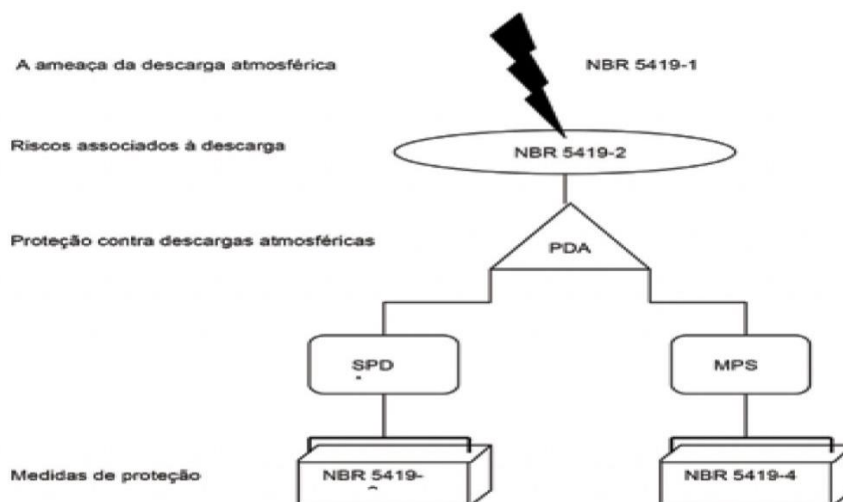 A ameaça da descarga atmosférica
NBR 5419-1
Riscos associados à descarga
NBR 5419-2
Proteção contra descargas atmosféricas
PDA
SPD
MPS
Medidas de proteção
NBR 5419-
NBR 5419-4